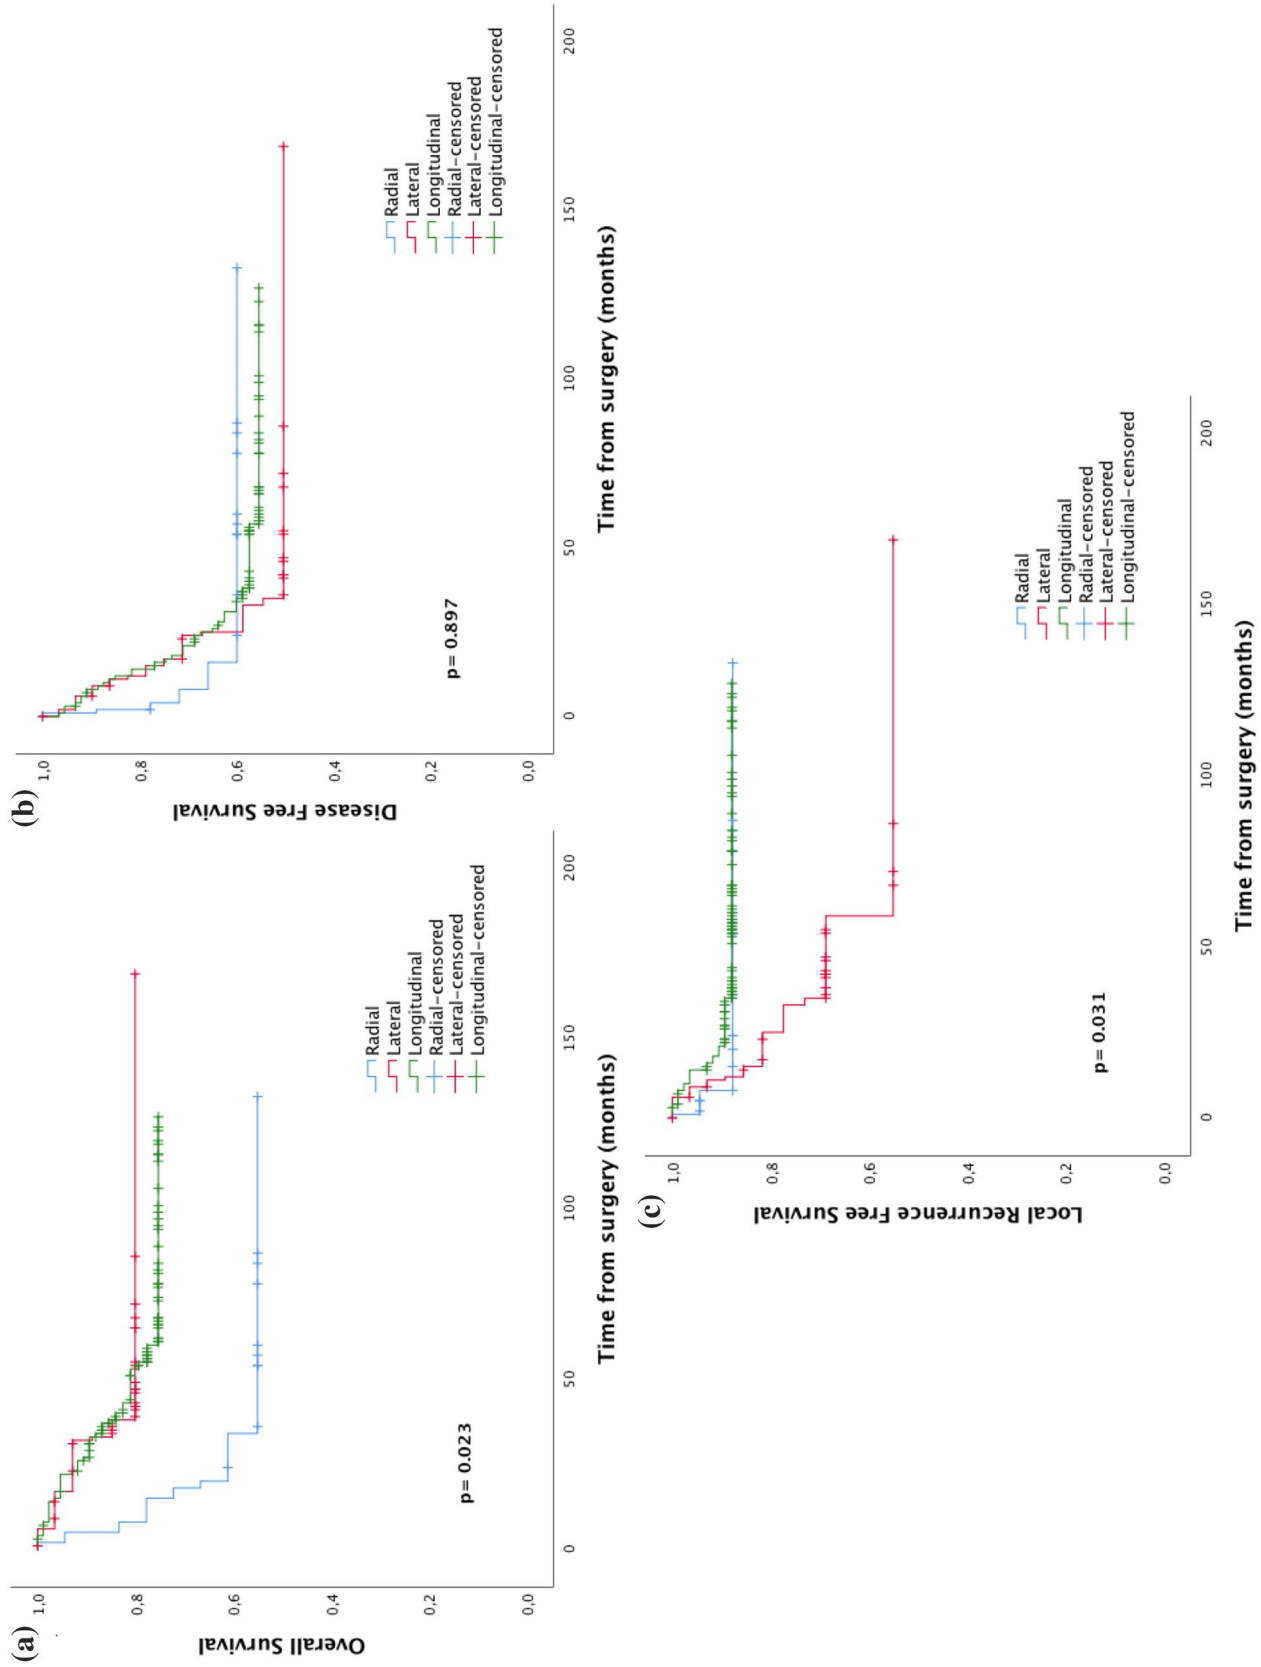 (a)
Overall Survival
1,0
0,8
0,6
0,4
0,2
0,0
0
50
100
150
200
Time from surgery (months)
p= 0.023
Radial
Lateral
Longitudinal
Radial-censored
Lateral-censored
Longitudinal-censored
(b)
Disease Free Survival
1,0
0,8
0,6
0,4
0,2
0,0
0
50
100
150
200
Time from surgery (months)
p= 0.897
Radial
Lateral
Longitudinal
Radial-censored
Lateral-censored
Longitudinal-censored
(c)
Local Recurrence Free Survival
1,0
0,8
0,6
0,4
0,2
0,0
0
50
100
150
200
Time from surgery (months)
p= 0.031
Radial
Lateral
Longitudinal
Radial-censored
Lateral-censored
Longitudinal-censored